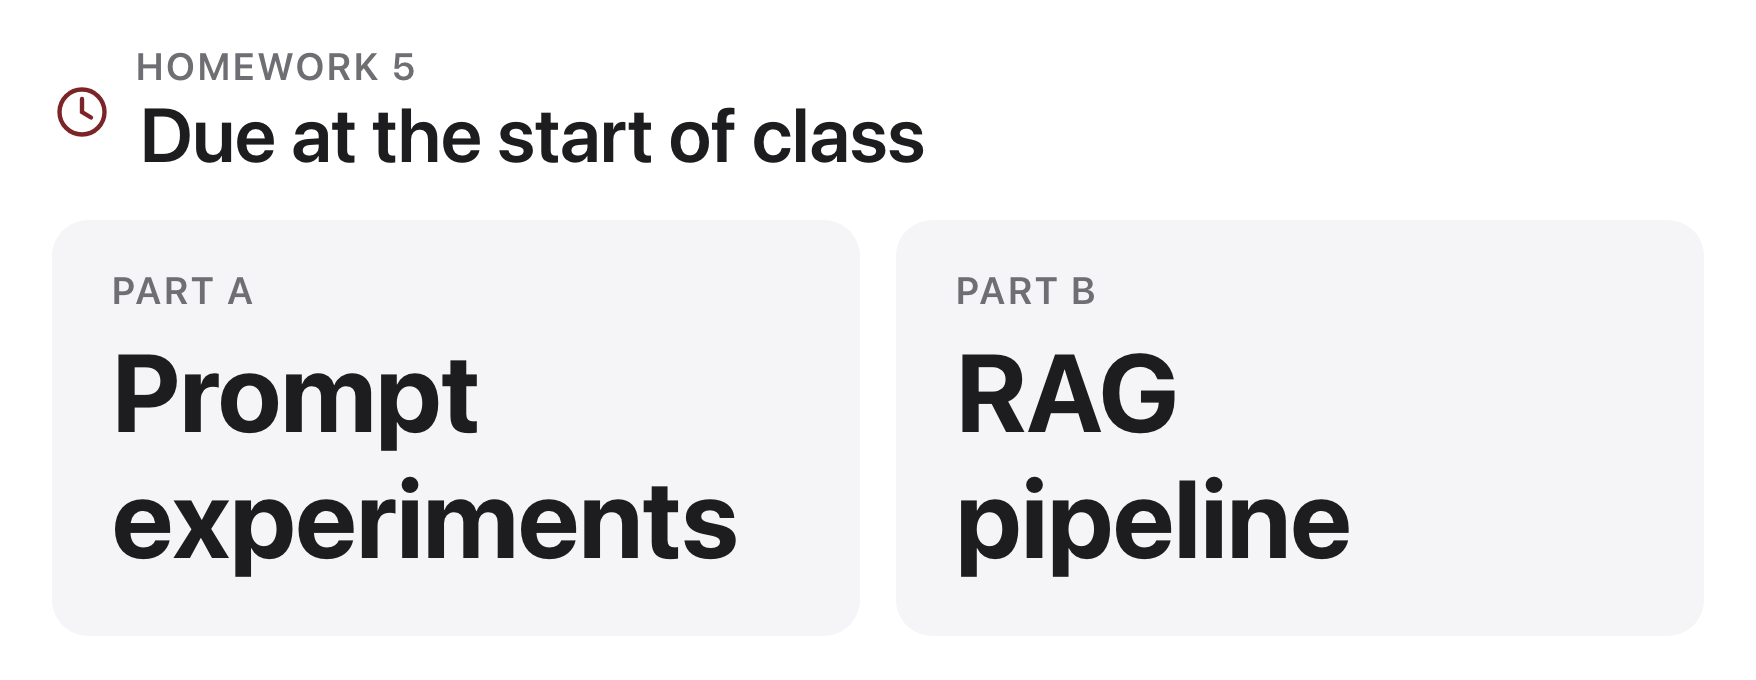 HOMEWORK 5
Due at the start of class
PART A
Prompt
experiments
PART B
RAG
pipeline